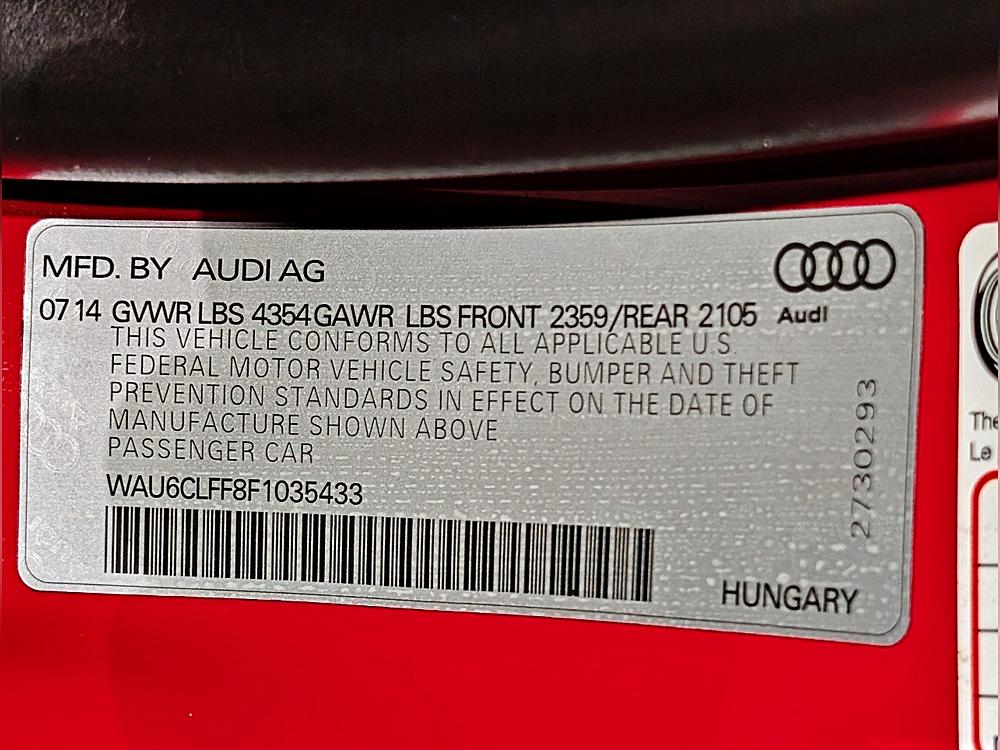 MFD. BY AUDI AG
07 14 GVWR LBS 4354 GAWR LBS FRONT 2359/REAR 2105
Audi
THIS VEHICLE CONFORMS TO ALL APPLICABLE U.S.
FEDERAL MOTOR VEHICLE SAFETY, BUMPER AND THEFT
PREVENTION STANDARDS IN EFFECT ON THE DATE OF
MANUFACTURE SHOWN ABOVE
PASSENGER CAR
WAU6CLFF8F1035433
2730293
HUNGARY
The
Le